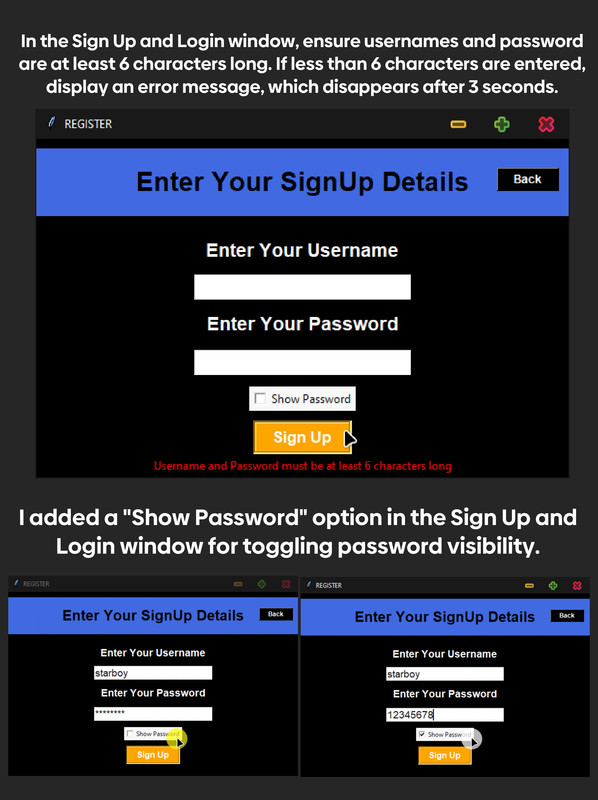 In the Sign Up and Login window, ensure usernames and password
are at least 6 characters long. If less than 6 characters are entered,
display an error message, which disappears after 3 seconds.
REGISTER
Enter Your SignUp Details
Back
Enter Your Username
Enter Your Password
Show Password
Sign Up
Username and Password must be at least 6 characters long
I added a "Show Password" option in the Sign Up and
Login window for toggling password visibility.
REGISTER
Enter Your SignUp Details
Back
Enter Your Username
starboy
Enter Your Password
********
Show Password
Sign Up
REGISTER
Enter Your SignUp Details
Back
Enter Your Username
starboy
Enter Your Password
12345678
Show Password
Sign Up